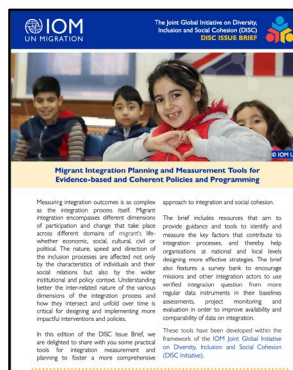 IOM
UN MIGRATION
The Joint Global Initiative on Diversity,
Inclusion and Social Cohesion (DISC)
DISC ISSUE BRIEF
© IOM U
Migrant Integration Planning and Measurement Tools for
Evidence-based and Coherent Policies and Programming
Measuring integration outcomes is as complex
as the integration process itself. Migrant
integration encompasses different dimensions
of participation and change that take place
across different domains of migrant's life-
whether economic, social, cultural, civil or
political. The nature, speed and direction of
the inclusion processes are affected not only
by the characteristics of individuals and their
social relations but also by the wider
institutional and policy context. Understanding
better the inter-related nature of the various
dimensions of the integration process and
how they intersect and unfold over time is
critical for designing and implementing more
impactful interventions and policies.
In this edition of the DISC Issue Brief, we
are delighted to share with you some practical
tools for integration measurement and
planning to foster a more comprehensive
approach to integration and social cohesion.
The brief includes resources that aim to
provide guidance and tools to identify and
measure the key factors that contribute to
integration processes, and thereby help
organisations at national and local levels
designing more effective strategies. The brief
also features a survey bank to encourage
missions and other integration actors to use
verified integration question from more
regular data instruments in their baselines
assessments, project monitoring and
evaluation in order to improve availability and
comparability of data on integration.
These tools have been developed within the
framework of the IOM Joint Global Initiative
on Diversity, Inclusion and Social Cohesion
(DISC Initiative).